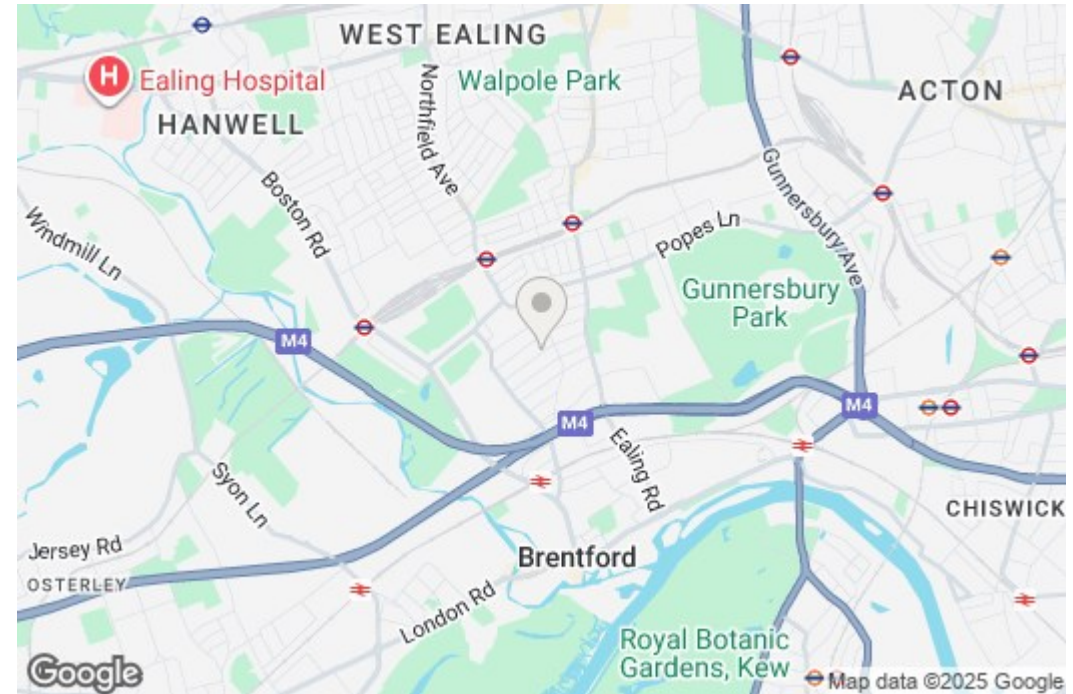 WEST EALING
Walpole Park
H
Ealing Hospital
HANWELL
Northfield Ave
ACTON
Boston Rd
Gunnersbury Ave
Popes Ln
Windmill Ln
Gunnersbury
Park
M4
M4
M4
Ealing Rd
Syon Ln
CHISWICK
Jersey Rd
Brentford
OSTERLEY
London Rd
Royal Botanic
Gardens, Kew
Google
Map data ©2025 Google